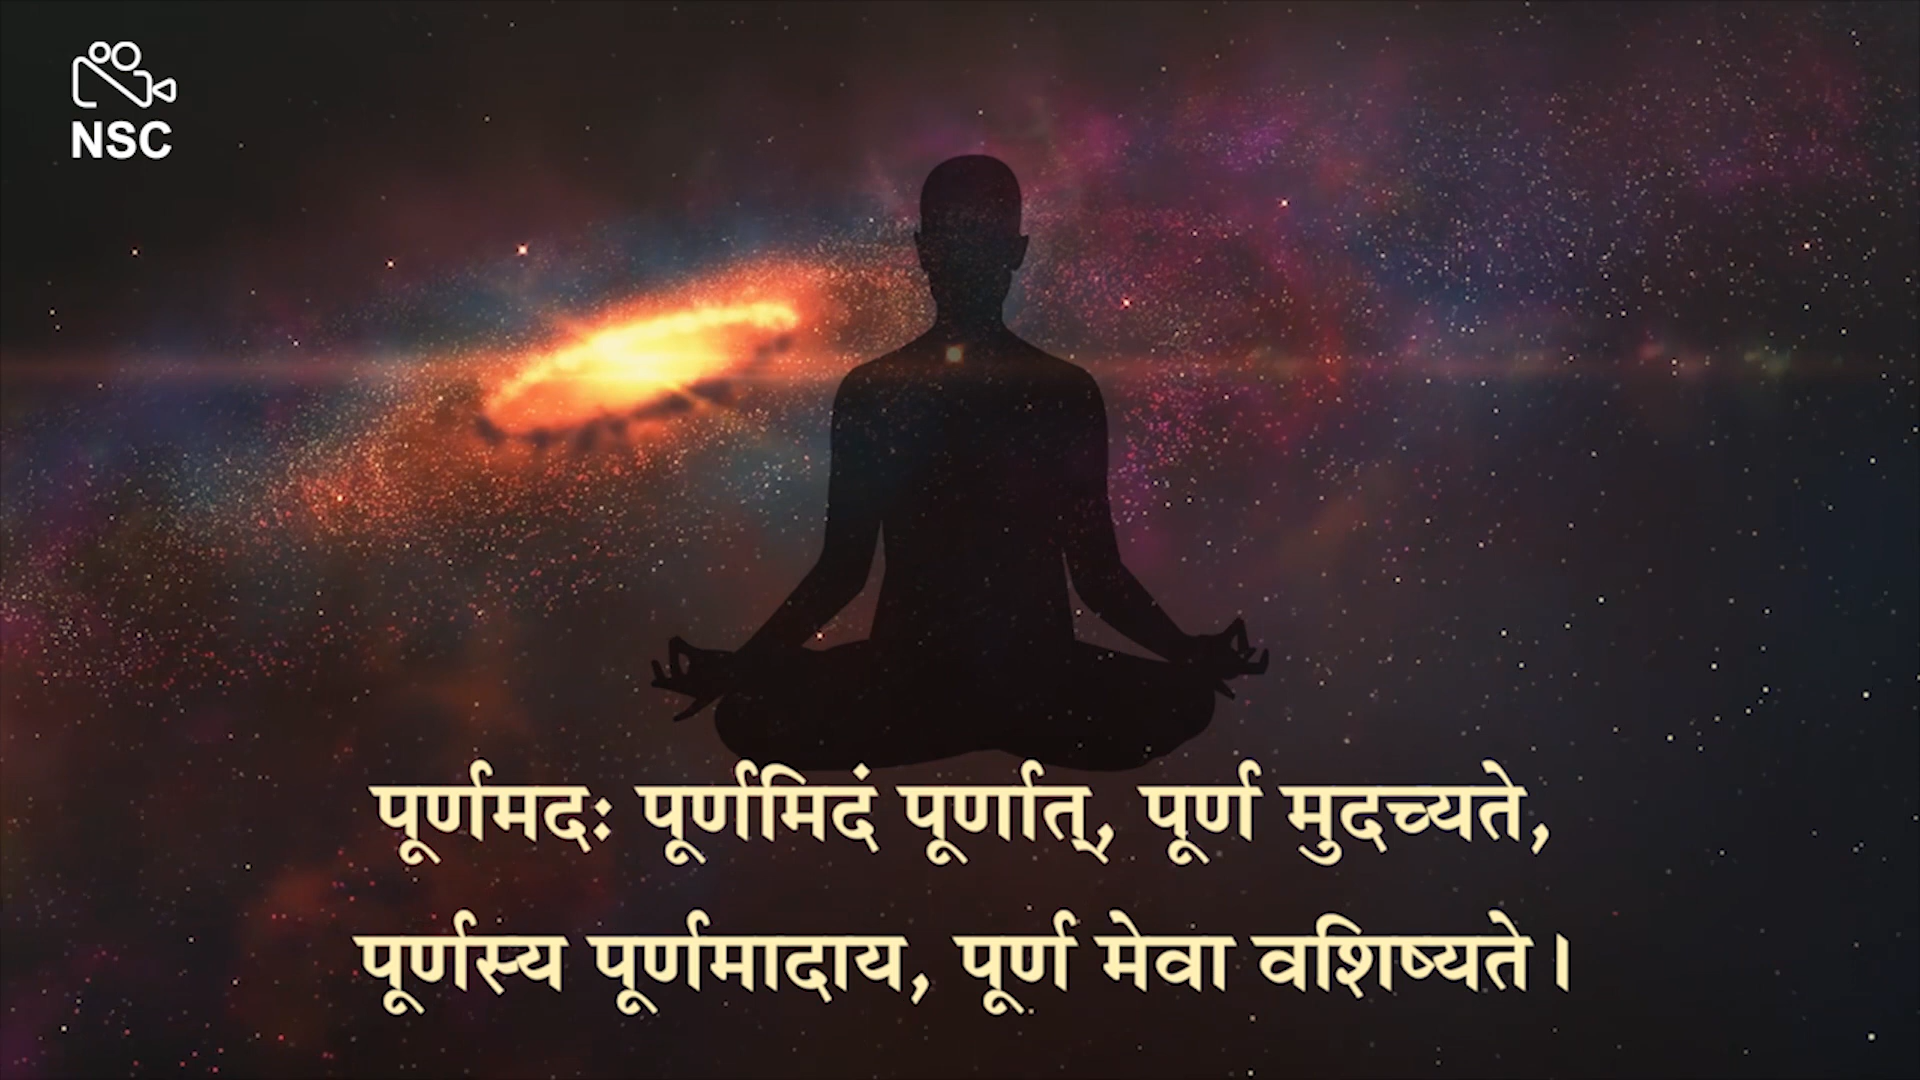 NSC
पूर्णमदः पूर्णमिदं पूर्णात्, पूर्ण मुदच्यते,
पूर्णस्य पूर्णमादाय, पूर्ण मेवा वशिष्यते।